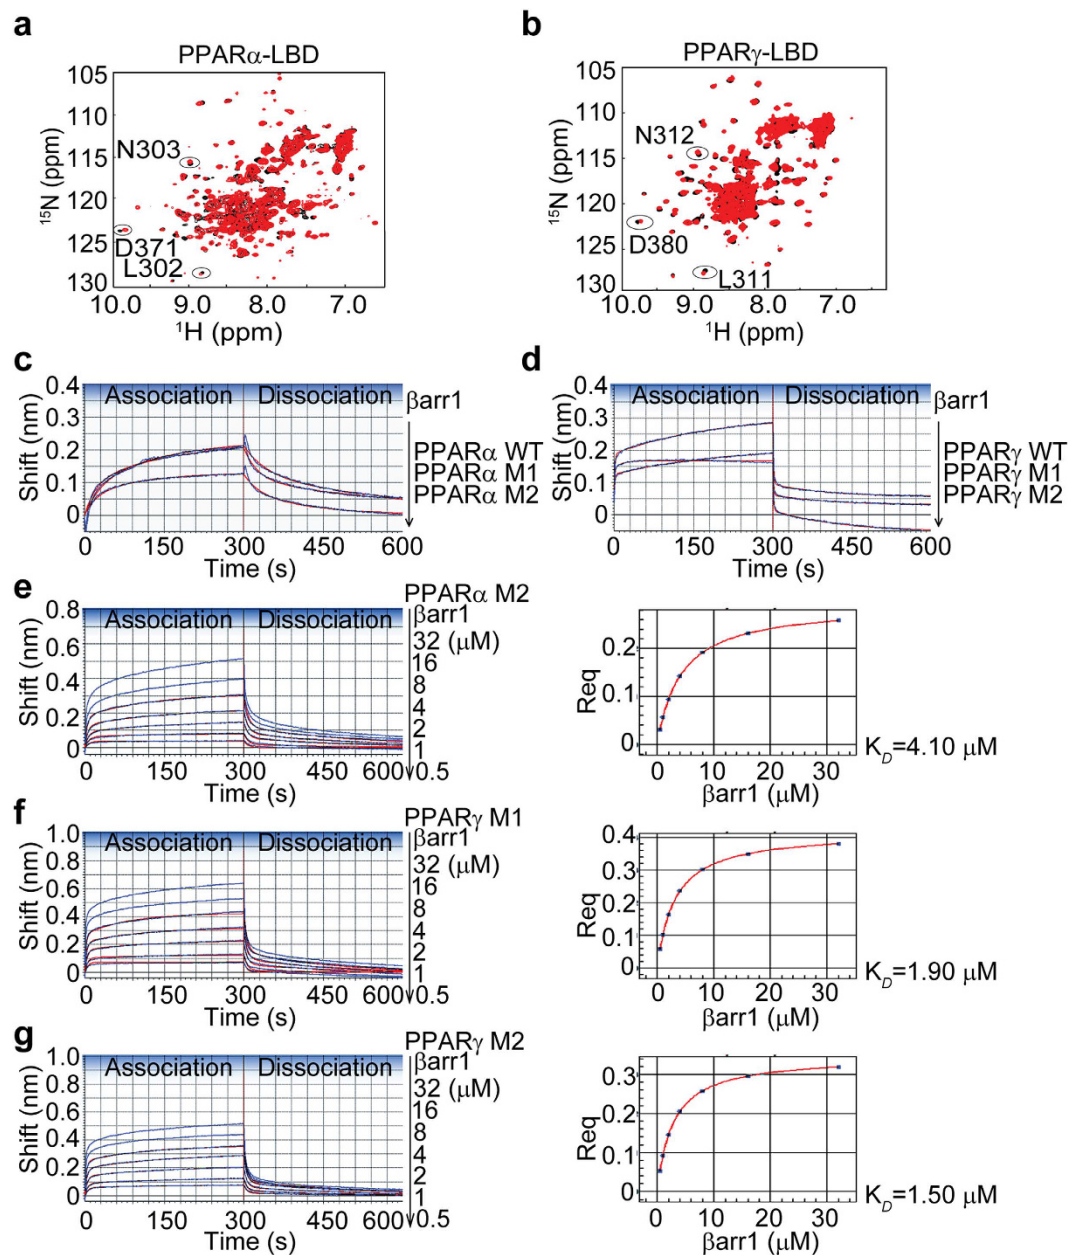 a
PPARα-LBD
105
110
115
120
125
130
15N (ppm)
N303
D371
L302
10.0 9.0 8.0 7.0
1H (ppm)
b
PPARγ-LBD
105
110
115
120
125
130
15N (ppm)
N312
D380
L311
10.0 9.0 8.0 7.0
1H (ppm)
c
Association Dissociation
0.4
0.3
0.2
0.1
0
Shift (nm)
βarr1
PPARα WT
PPARα M1
PPARα M2
0 150 300 450 600
Time (s)
d
Association Dissociation
0.4
0.3
0.2
0.1
0
Shift (nm)
βarr1
PPARγ WT
PPARγ M1
PPARγ M2
0 150 300 450 600
Time (s)
e
PPARα M2
Association Dissociation
βarr1
32 (μM)
16
8
4
2
1
0.5
0.8
0.6
0.4
0.2
0
Shift (nm)
0 150 300 450 600
Time (s)
0.2
0.1
0
Req
0 10 20 30
βarr1 (μM)
KD=4.10 μM
f
PPARγ M1
Association Dissociation
βarr1
32 (μM)
16
8
4
2
1
0.5
1.0
0.8
0.6
0.4
0.2
0
Shift (nm)
0 150 300 450 600
Time (s)
0.4
0.3
0.2
0.1
0
Req
0 10 20 30
βarr1 (μM)
KD=1.90 μM
g
PPARγ M2
Association Dissociation
βarr1
32 (μM)
16
8
4
2
1
0.5
1.0
0.8
0.6
0.4
0.2
0
Shift (nm)
0 150 300 450 600
Time (s)
0.3
0.2
0.1
0
Req
0 10 20 30
βarr1 (μM)
KD=1.50 μM